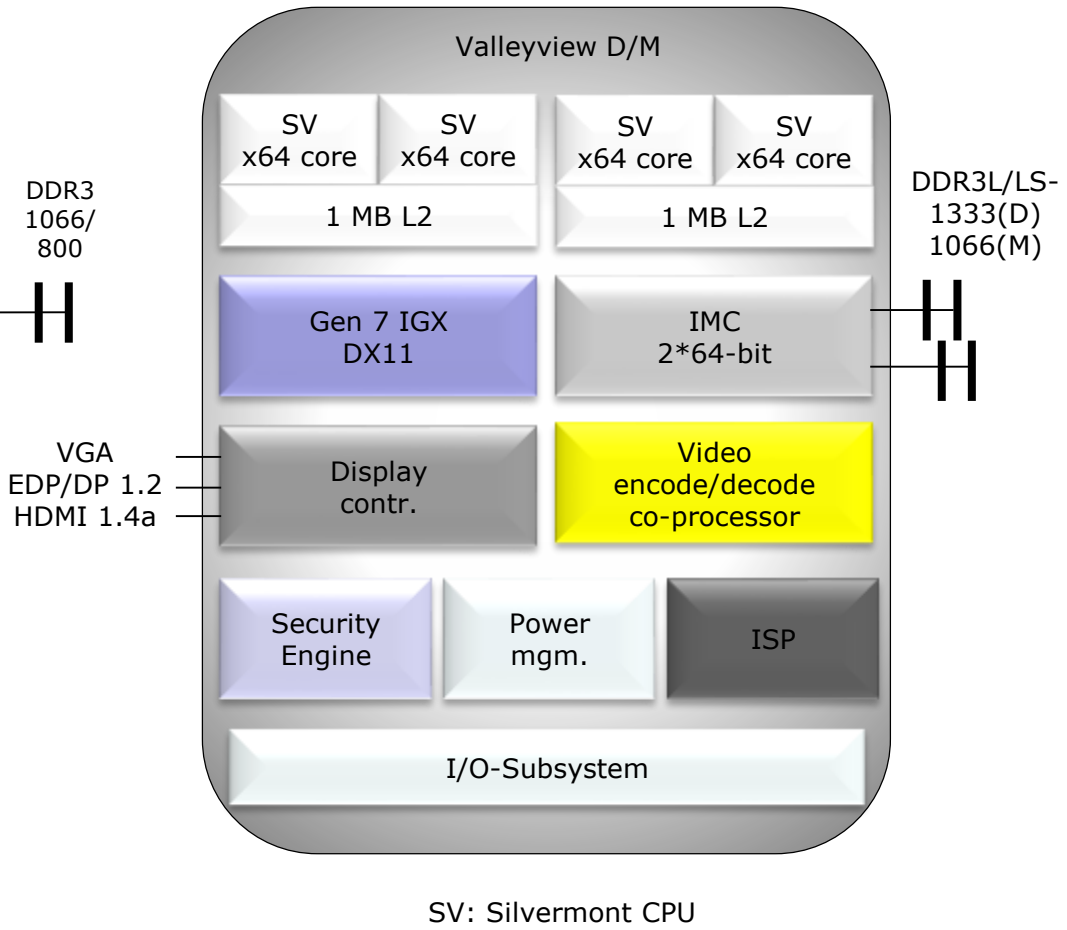 Valleyview D/M
SV
x64 core
SV
x64 core
SV
x64 core
SV
x64 core
1 MB L2
1 MB L2
DDR3
1066/
800
DDR3L/LS-
1333(D)
1066(M)
Gen 7 IGX
DX11
IMC
2*64-bit
VGA
EDP/DP 1.2
HDMI 1.4a
Display
contr.
Video
encode/decode
co-processor
Security
Engine
Power
mgm.
ISP
I/O-Subsystem
SV: Silvermont CPU